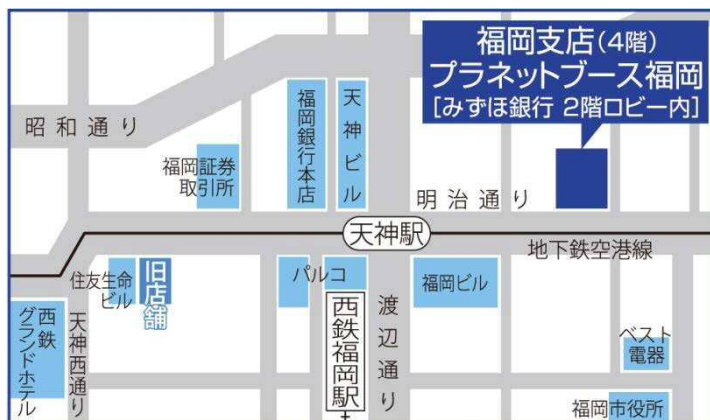 福岡支店(4階)
プラネットブース福岡
[みずほ銀行 2階ロビー内]
昭和通り
福岡証券
取引所
福岡銀行本店
天神ビル
明治通り
天神駅
地下鉄空港線
住友生命
ビル
旧店舗
パルコ
西鉄福岡駅
渡辺通り
福岡ビル
西鉄
グランドホテル
天神西通り
ベスト
電器
福岡市役所